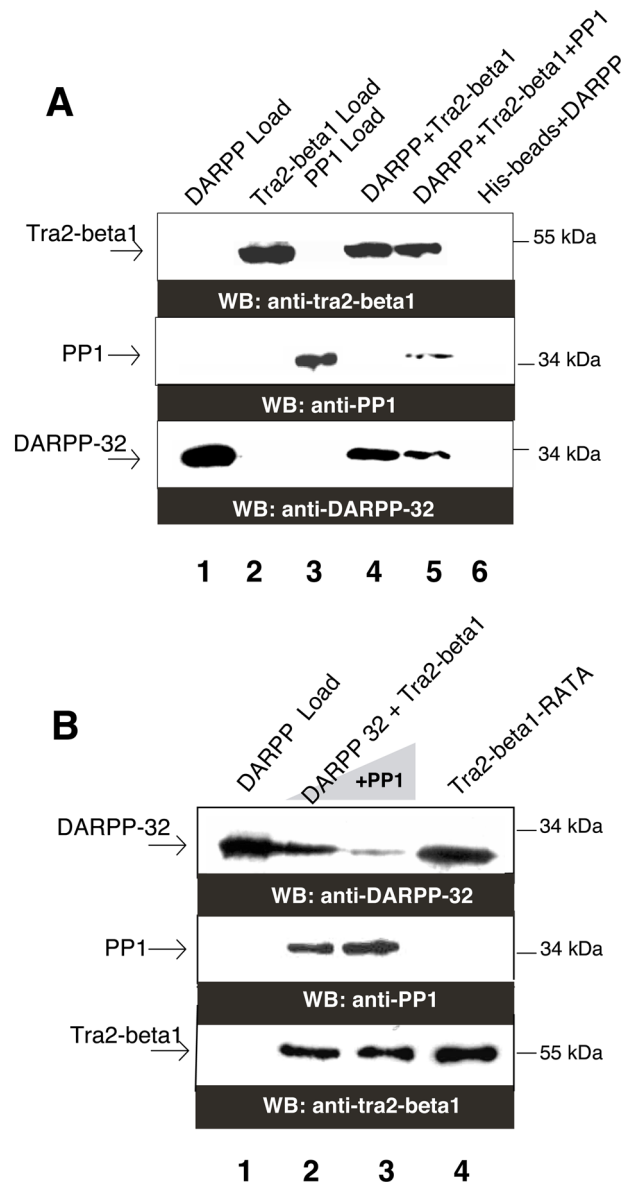 A
DARPP Load
Tra2-beta1 Load
PP1 Load
DARPP+Tra2-beta1
DARPP+Tra2-beta1+PP1
His-beads+DARPP
Tra2-beta1
55 kDa
WB: anti-tra2-beta1
PP1
34 kDa
WB: anti-PP1
DARPP-32
34 kDa
WB: anti-DARPP-32
1 2 3 4 5 6
B
DARPP Load
DARPP 32 + Tra2-beta1
+PP1
Tra2-beta1-RATA
DARPP-32
34 kDa
WB: anti-DARPP-32
PP1
34 kDa
WB: anti-PP1
Tra2-beta1
55 kDa
WB: anti-tra2-beta1
1 2 3 4